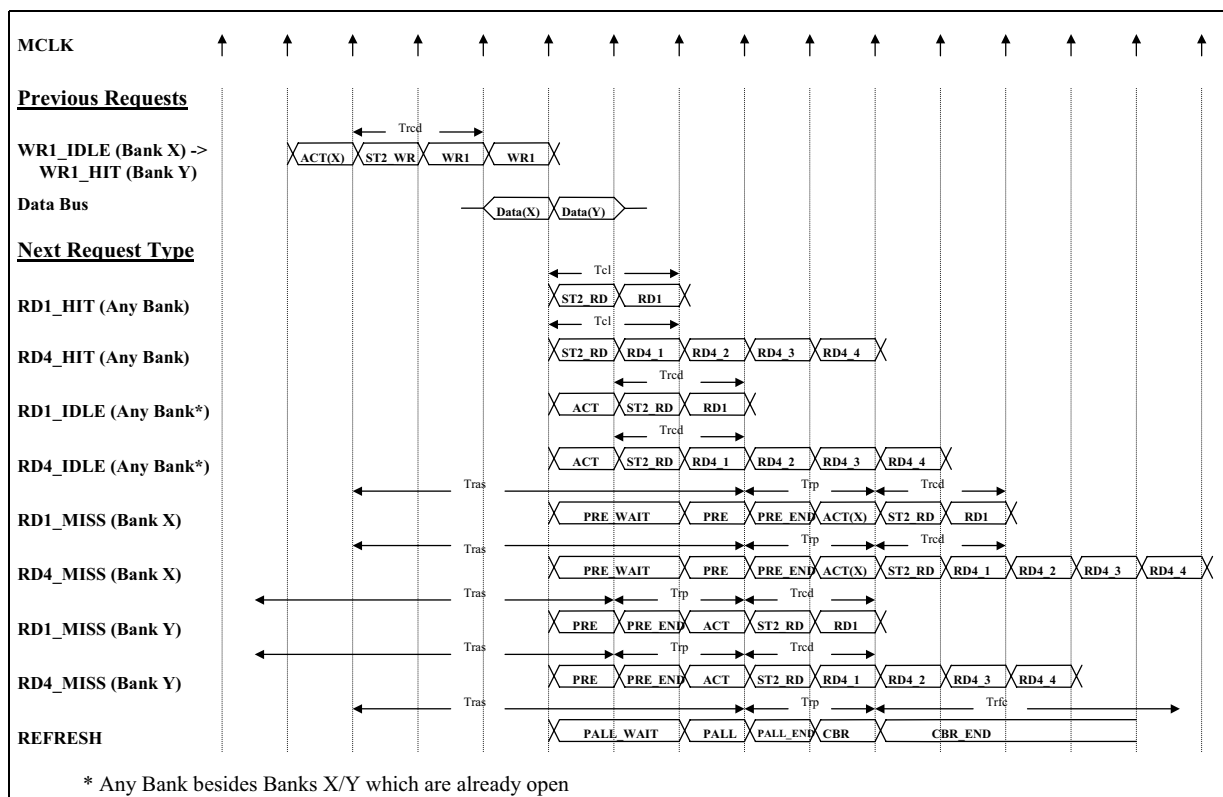 MCLK
Previous Requests
Trcd
WR1_IDLE (Bank X) ->
WR1_HIT (Bank Y)
ACT(X) ST2_WR WR1 WR1
Data Bus
Data(X) Data(Y)
Next Request Type
Tcl
RD1_HIT (Any Bank)
ST2_RD RD1
Tcl
RD4_HIT (Any Bank)
ST2_RD RD4_1 RD4_2 RD4_3 RD4_4
Trcd
RD1_IDLE (Any Bank*)
ACT ST2_RD RD1
Trcd
RD4_IDLE (Any Bank*)
ACT ST2_RD RD4_1 RD4_2 RD4_3 RD4_4
Tras Trp Trcd
RD1_MISS (Bank X)
PRE_WAIT PRE PRE_END ACT(X) ST2_RD RD1
Tras Trp Trcd
RD4_MISS (Bank X)
PRE_WAIT PRE PRE_END ACT(X) ST2_RD RD4_1 RD4_2 RD4_3 RD4_4
Tras Trp Trcd
RD1_MISS (Bank Y)
PRE PRE_END ACT ST2_RD RD1
Tras Trp Trcd
RD4_MISS (Bank Y)
PRE PRE_END ACT ST2_RD RD4_1 RD4_2 RD4_3 RD4_4
Tras Trp Trfc
REFRESH
PALL_WAIT PALL PALL_END CBR CBR_END
* Any Bank besides Banks X/Y which are already open